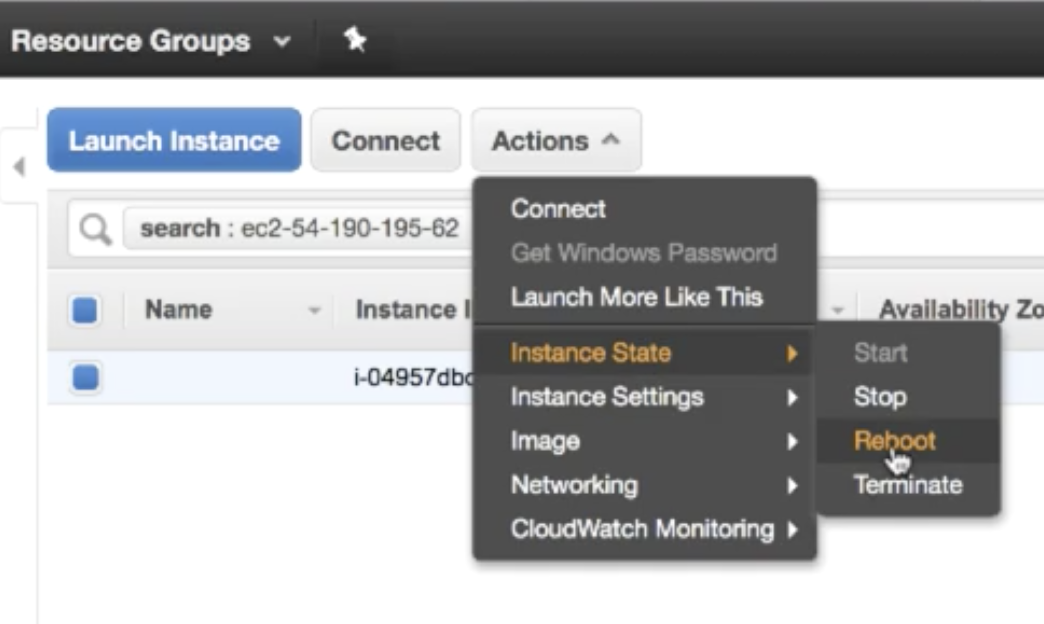 Resource Groups
Launch Instance Connect Actions
search : ec2-54-190-195-62
Name Instance I Availability Zo
i-04957dbc
Connect
Get Windows Password
Launch More Like This
Instance State
Instance Settings
Image
Networking
CloudWatch Monitoring
Start
Stop
Reboot
Terminate